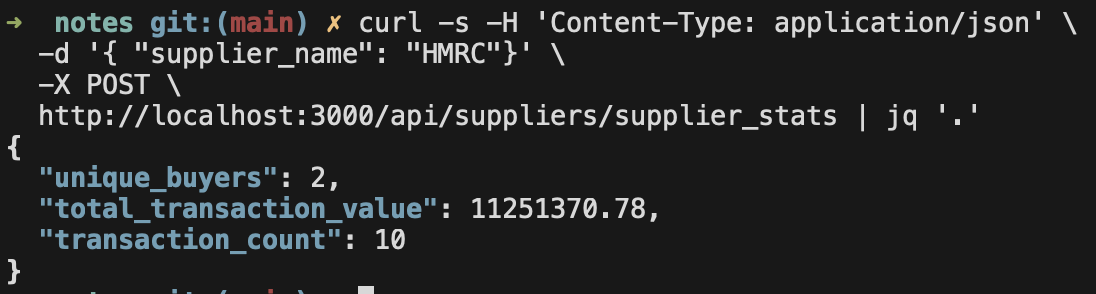 ➜  notes git:(main) ✗ curl -s -H 'Content-Type: application/json' \
  -d '{ "supplier_name": "HMRC"}' \
  -X POST \
  http://localhost:3000/api/suppliers/supplier_stats | jq '.'
{
  "unique_buyers": 2,
  "total_transaction_value": 11251370.78,
  "transaction_count": 10
}